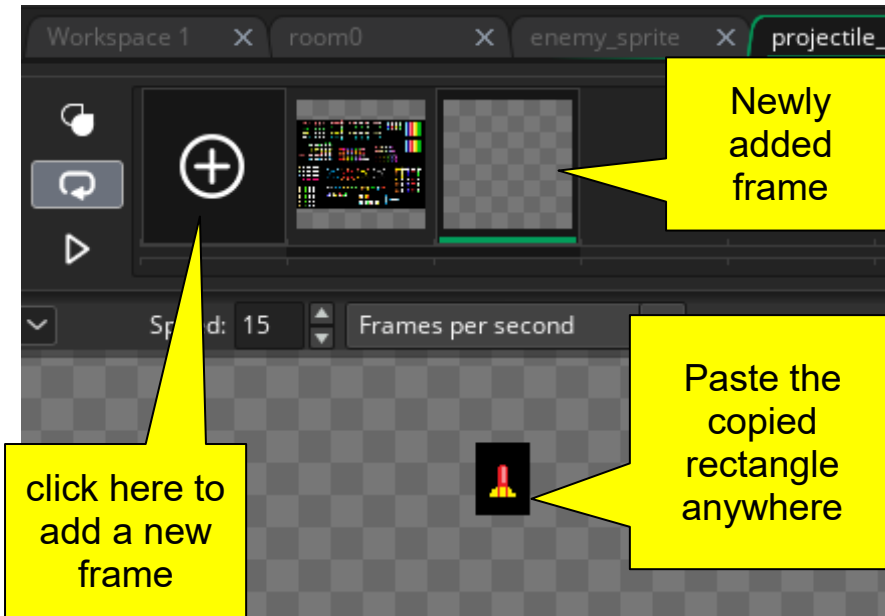 Workspace 1
room0
enemy_sprite
projectile_
Newly
added
frame
Speed: 15
Frames per second
Paste the
copied
rectangle
anywhere
click here to
add a new
frame